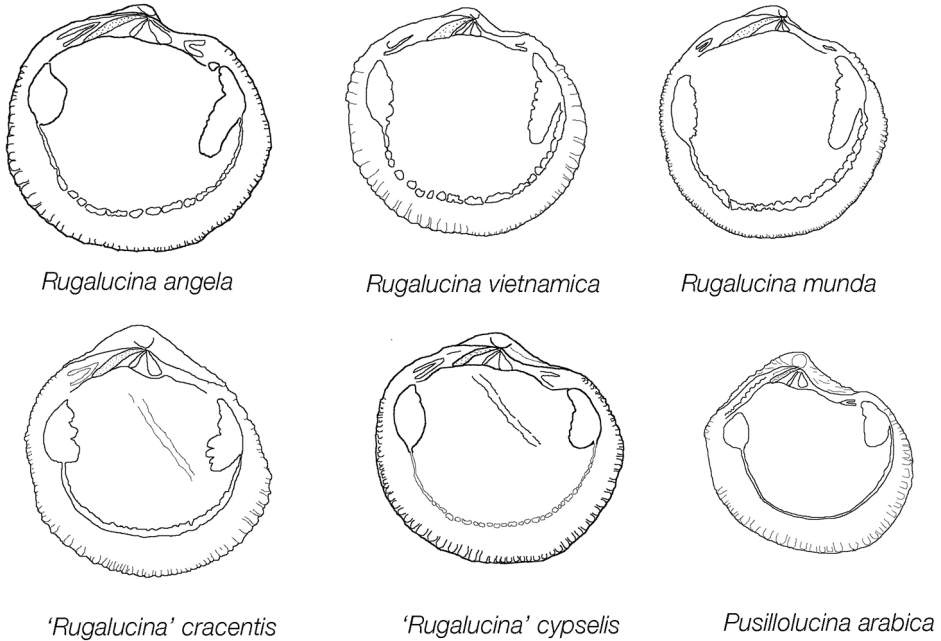 Rugalucina angela
Rugalucina vietnamica
Rugalucina munda
‘Rugalucina’ cracentis
‘Rugalucina’ cypselis
Pusillolucina arabica